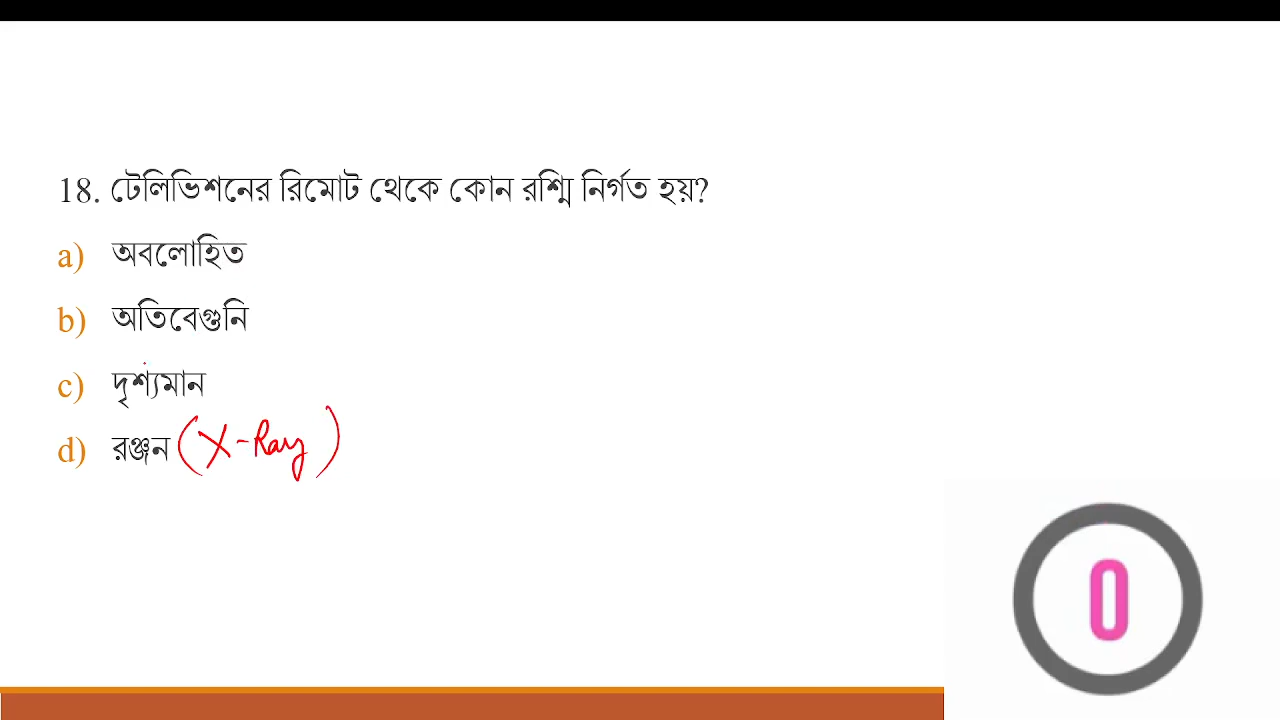 18. টেলিভিশনের রিমোট থেকে কোন রশ্মি নির্গত হয়?
a) অবলোহিত
b) অতিবেগুনি
c) দৃশ্যমান
d) রঞ্জন (X-Ray)
0